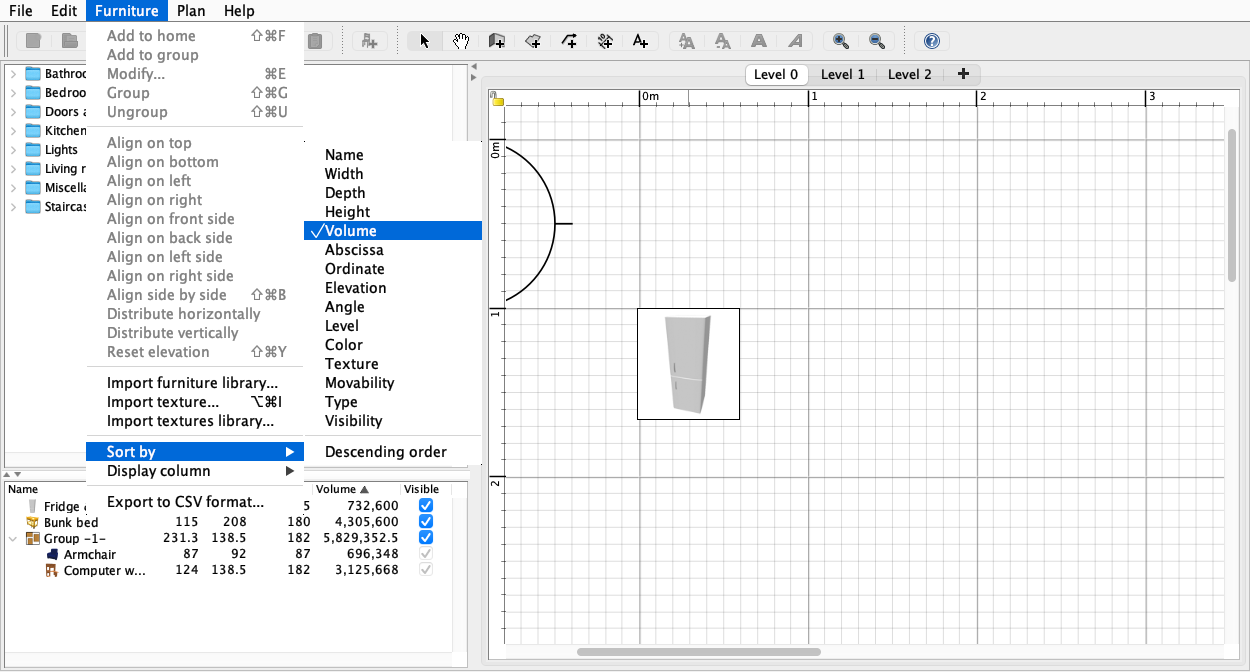 File Edit Furniture Plan Help
Add to home ⇧⌘F
Add to group
Modify... ⌘E
Group ⇧⌘G
Ungroup ⇧⌘U
Align on top
Align on bottom
Align on left
Align on right
Align on front side
Align on back side
Align on left side
Align on right side
Align side by side ⇧⌘B
Distribute horizontally
Distribute vertically
Reset elevation ⇧⌘Y
Import furniture library...
Import texture... ⌥⌘I
Import textures library...
Sort by
Display column
Export to CSV format...
Name
Width
Depth
Height
✓Volume
Abscissa
Ordinate
Elevation
Angle
Level
Color
Texture
Movability
Type
Visibility
Descending order
Bathroo
Bedroo
Doors a
Kitchen
Lights
Living r
Miscella
Staircas
Level 0 Level 1 Level 2 +
0m 1 2 3
0m
1
2
Name Volume Visible
Fridge 5 732,600
Bunk bed 115 208 180 4,305,600
Group -1- 231.3 138.5 182 5,829,352.5
Armchair 87 92 87 696,348
Computer w... 124 138.5 182 3,125,668